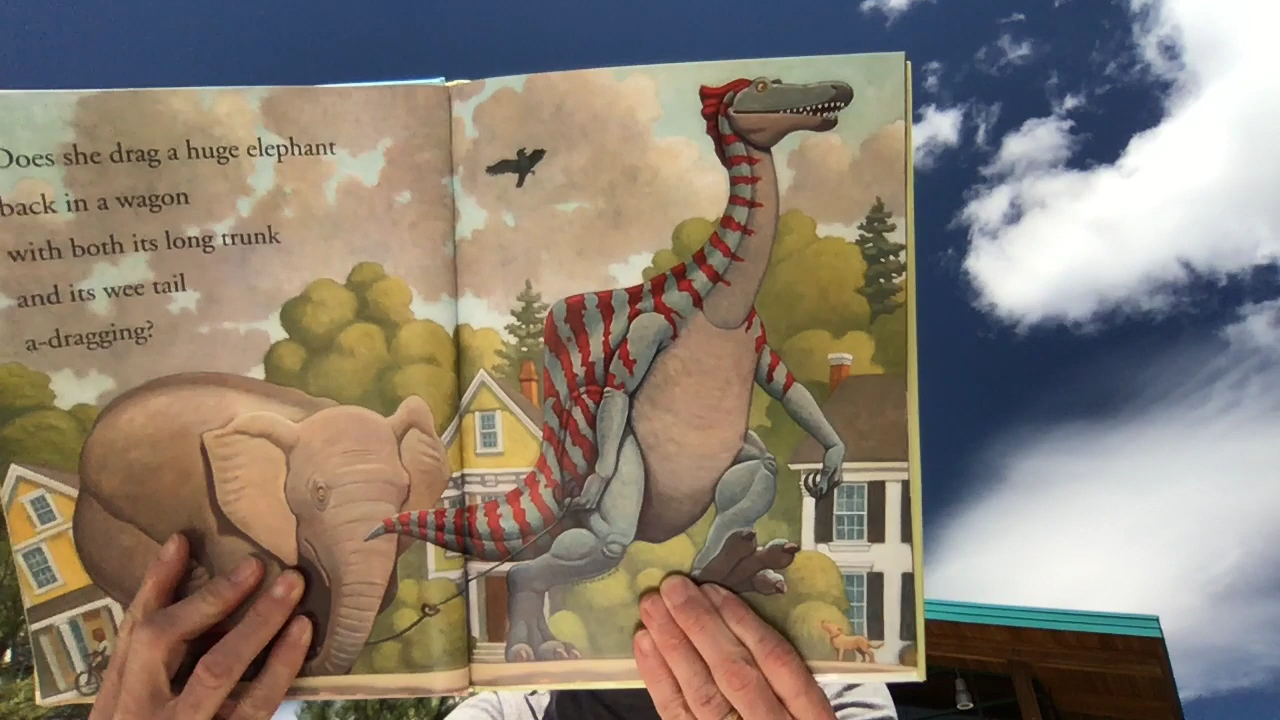 Does she drag a huge elephant
back in a wagon
with both its long trunk
and its wee tail
a-dragging?